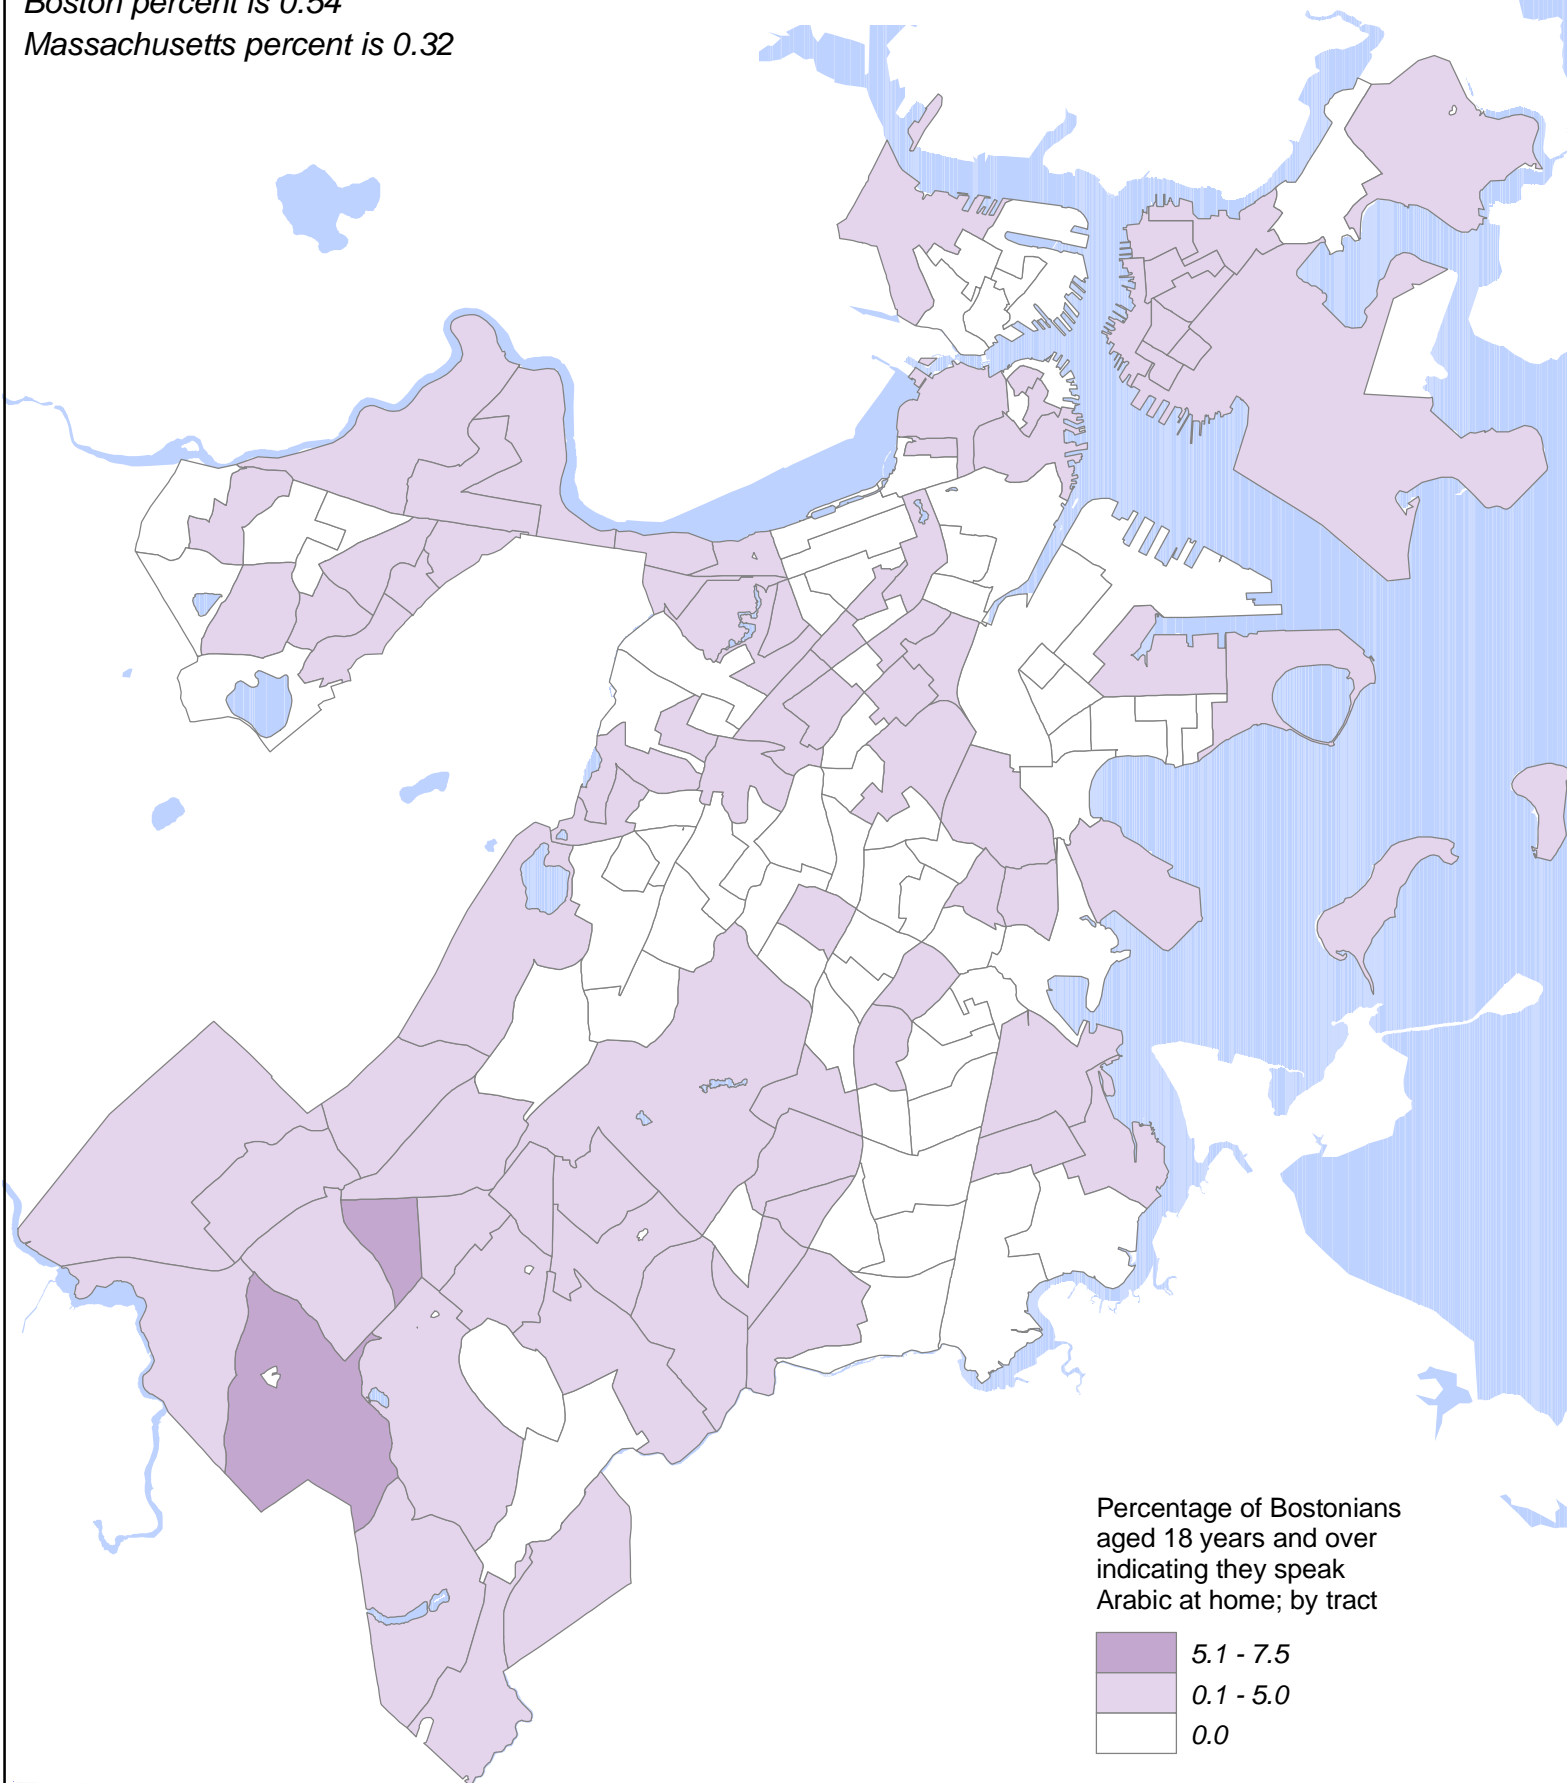 Boston percent is 0.54
Massachusetts percent is 0.32
Percentage of Bostonians
aged 18 years and over
indicating they speak
Arabic at home; by tract
5.1 - 7.5
0.1 - 5.0
0.0